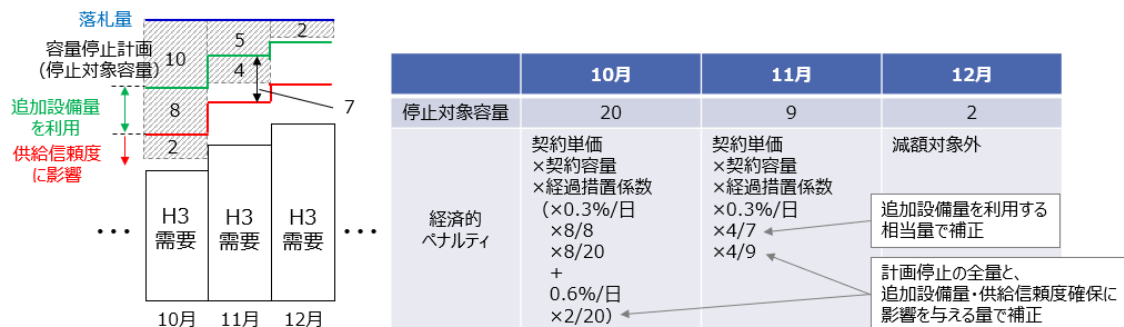 落札量
容量停止計画
(停止対象容量)
追加設備量
を利用
供給信頼度
に影響
10
8
2
5
4
2
7
H3
需要
H3
需要
H3
需要
・・・
・・・
10月
11月
12月
10月
11月
12月
停止対象容量
20
9
2
経済的
ペナルティ
契約単価
×契約容量
×経過措置係数
(×0.3%/日
×8/8
×8/20
+
0.6%/日
×2/20)
契約単価
×契約容量
×経過措置係数
×0.3%/日
×4/7
×4/9
減額対象外
追加設備量を利用する
相当量で補正
計画停止の全量と、
追加設備量・供給信頼度確保に
影響を与える量で補正